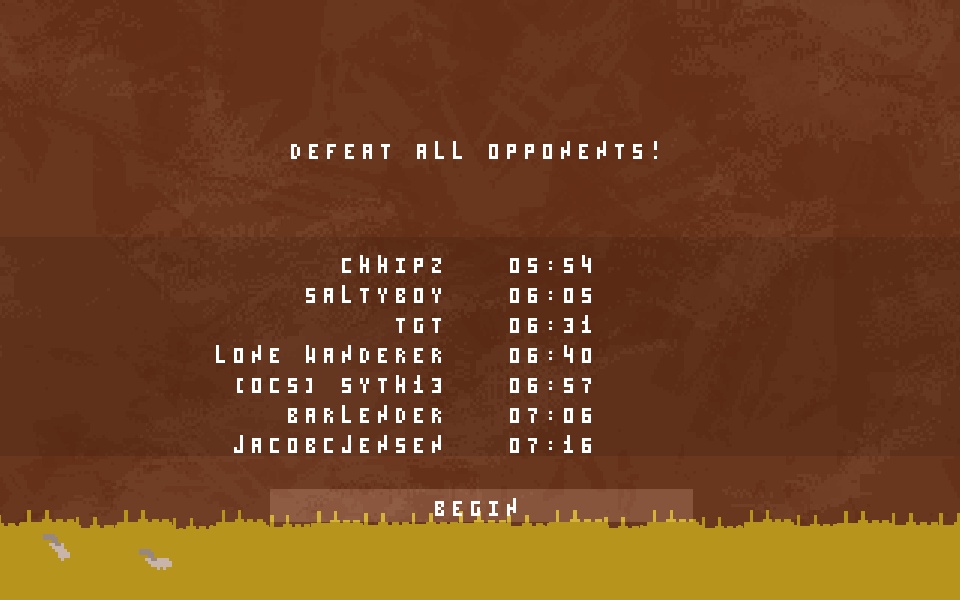 DEFEAT ALL OPPONENTS!
CHHIPZ 05:54
SALTYBOY 06:05
TGT 06:31
LONE WANDERER 06:40
[OCS] SYTH13 06:57
BARLENDER 07:06
JACOBCJENSEN 07:16
BEGIN